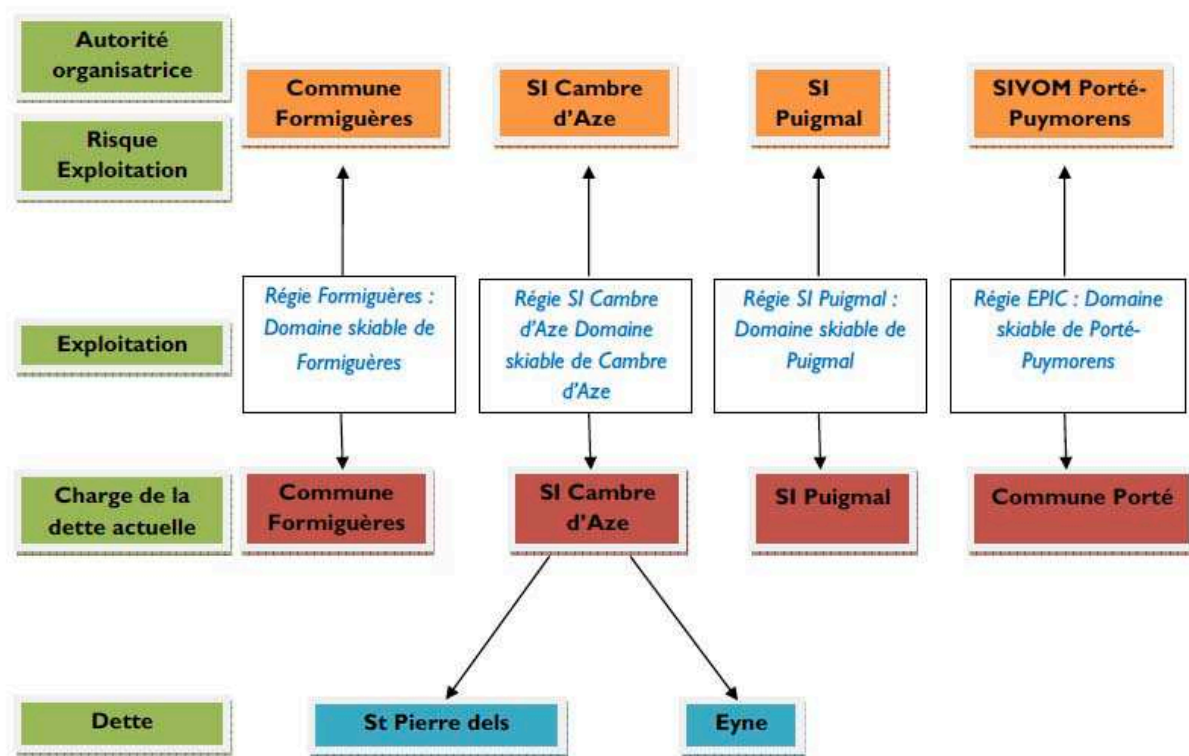 Autorité
organisatrice
Commune
Formiguères
SI Cambre
d'Aze
SI
Puigmal
SIVOM Porté-
Puymorens
Risque
Exploitation
Exploitation
Régie Formiguères :
Domaine skiable de
Formiguères
Régie SI Cambre
d'Aze Domaine
skiable de Cambre
d'Aze
Régie SI Puigmal :
Domaine skiable de
Puigmal
Régie EPIC : Domaine
skiable de Porté-
Puymorens
Charge de la
dette actuelle
Commune
Formiguères
SI Cambre
d'Aze
SI Puigmal
Commune Porté
Dette
St Pierre dels
Eyne